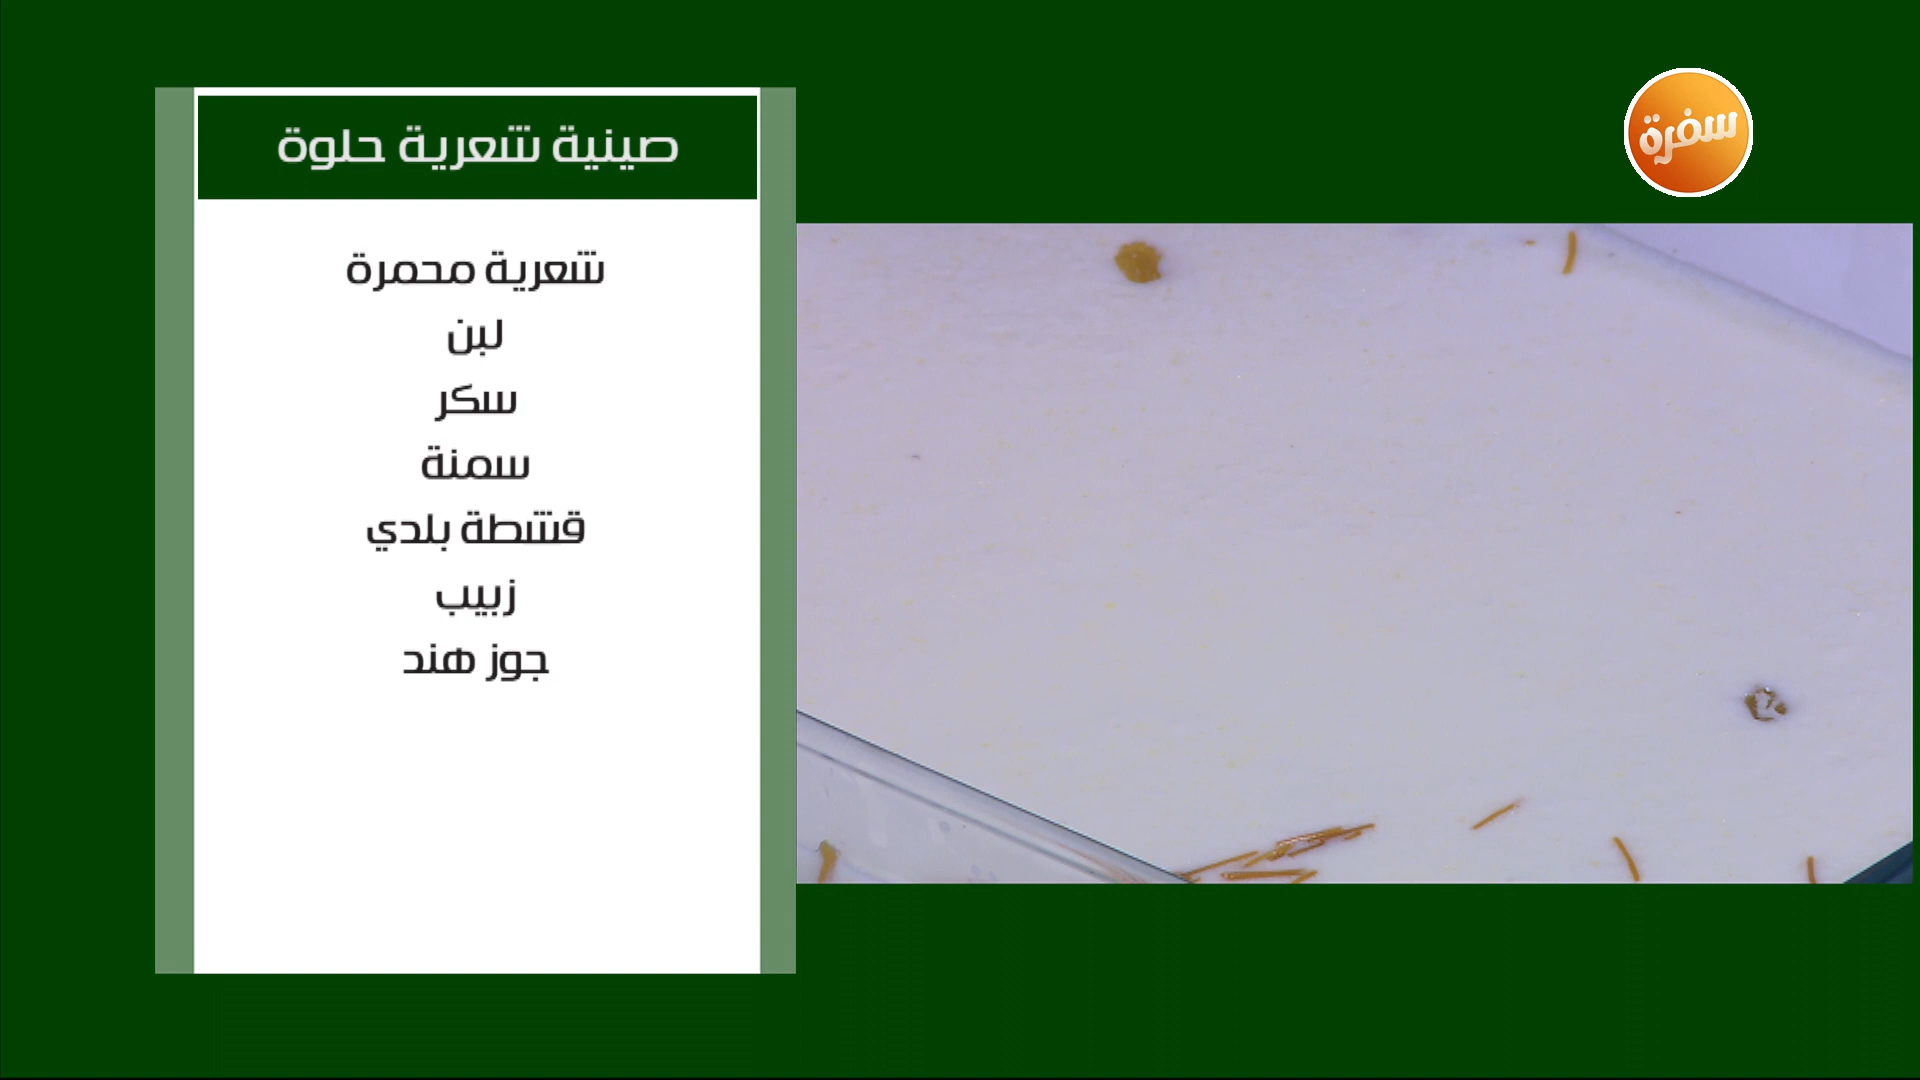 صينية شعرية حلوة
شعرية محمرة
لبن
سكر
سمنة
قشطة بلدي
زبيب
جوز هند
سفرة